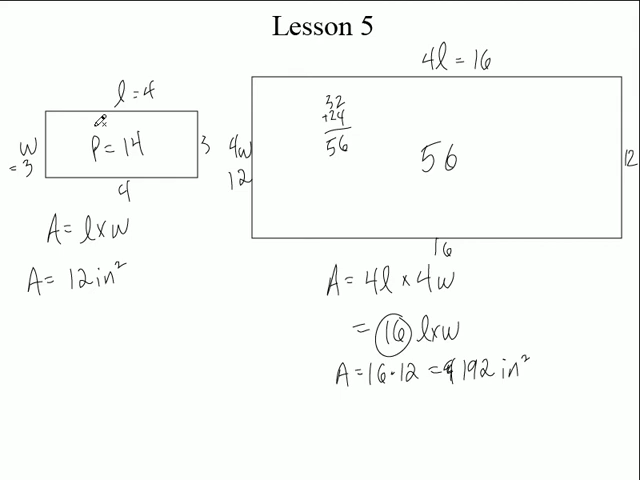 Lesson 5
l = 4
w
= 3
P = 14
3
4
A = l x w
A = 12 in²
4l = 16
32
+24
56
4w
12
56
12
16
A = 4l x 4w
= 16 l x w
A = 16 · 12 = 192 in²